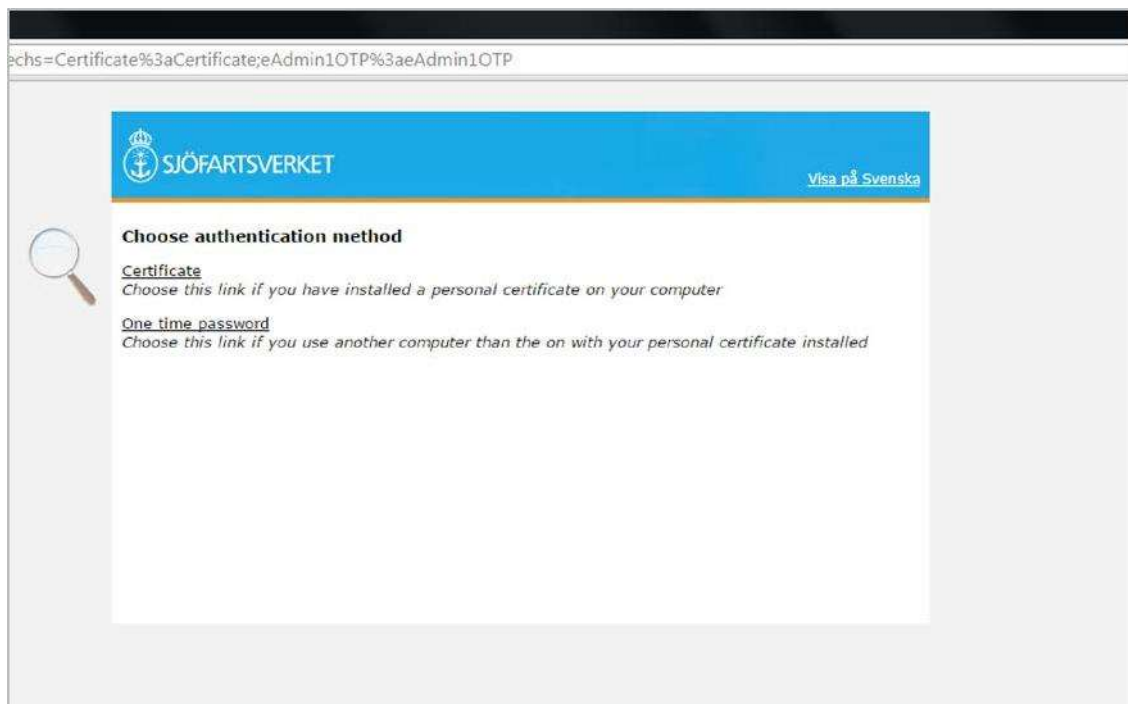 echs=Certificate%3aCertificate;eAdmin1OTP%3aeAdmin1OTP
SJÖFARTSVERKET
Visa på Svenska
Choose authentication method
Certificate
Choose this link if you have installed a personal certificate on your computer
One time password
Choose this link if you use another computer than the on with your personal certificate installed